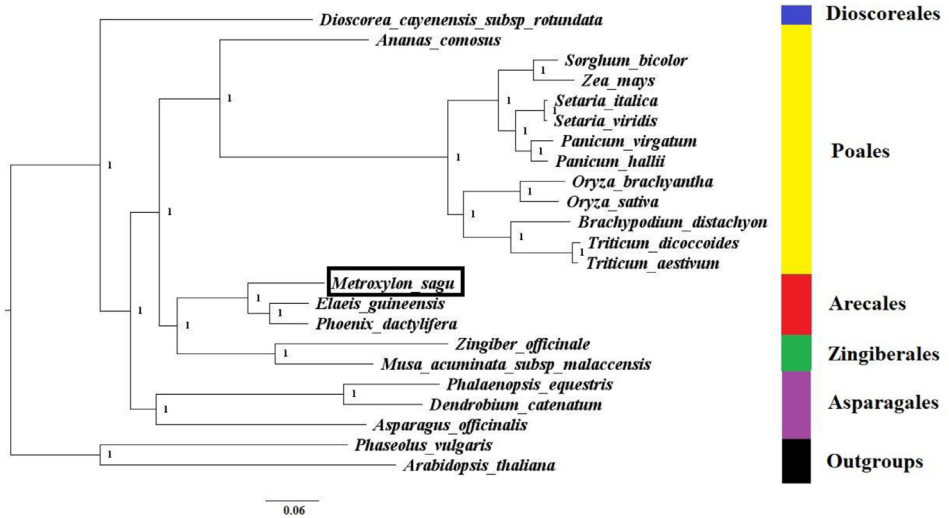 Dioscorea_cayenensis_subsp_rotundata
Dioscoreales
Ananas_comosus
Sorghum_bicolor
1
Zea_mays
1
1
Setaria_italica
1
1
Setaria_viridis
1
Panicum_virgatum
1
Poales
1
Panicum_hallii
1
Oryza_brachyantha
1
Oryza_sativa
1
1
Brachypodium_distachyon
1
Triticum_dicoccoides
1
Triticum_aestivum
Metroxylon_sagu
1
Elaeis_guineensis
Arecales
1
1
Phoenix_dactylifera
1
Zingiber_officinale
1
Zingiberales
Musa_acuminata_subsp_malaccensis
Phalaenopsis_equestris
1
Dendrobium_catenatum
Asparagales
1
Asparagus_officinalis
Phaseolus_vulgaris
1
Outgroups
Arabidopsis_thaliana
0.06